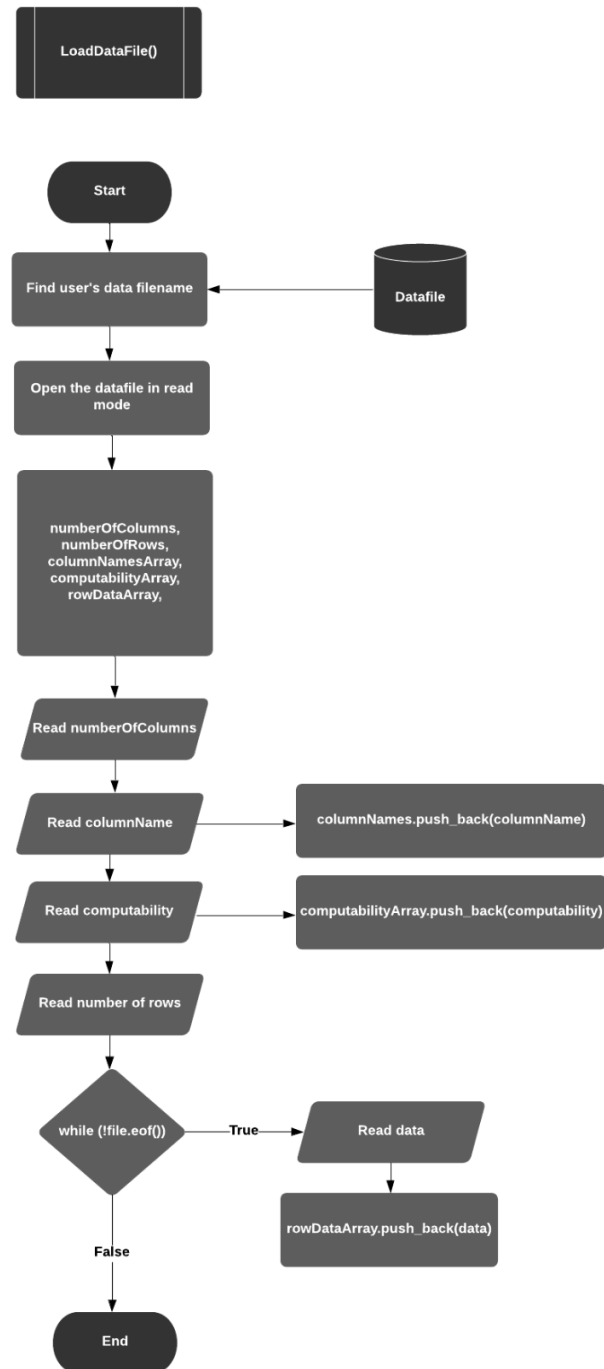 LoadDataFile()
Start
Find user's data filename
Datafile
Open the datafile in read
mode
numberOfColumns,
numberOfRows,
columnNamesArray,
computabilityArray,
rowDataArray,
Read numberOfColumns
Read columnName
columnNames.push_back(columnName)
Read computability
computabilityArray.push_back(computability)
Read number of rows
while (!file.eof())
True
Read data
rowDataArray.push_back(data)
False
End